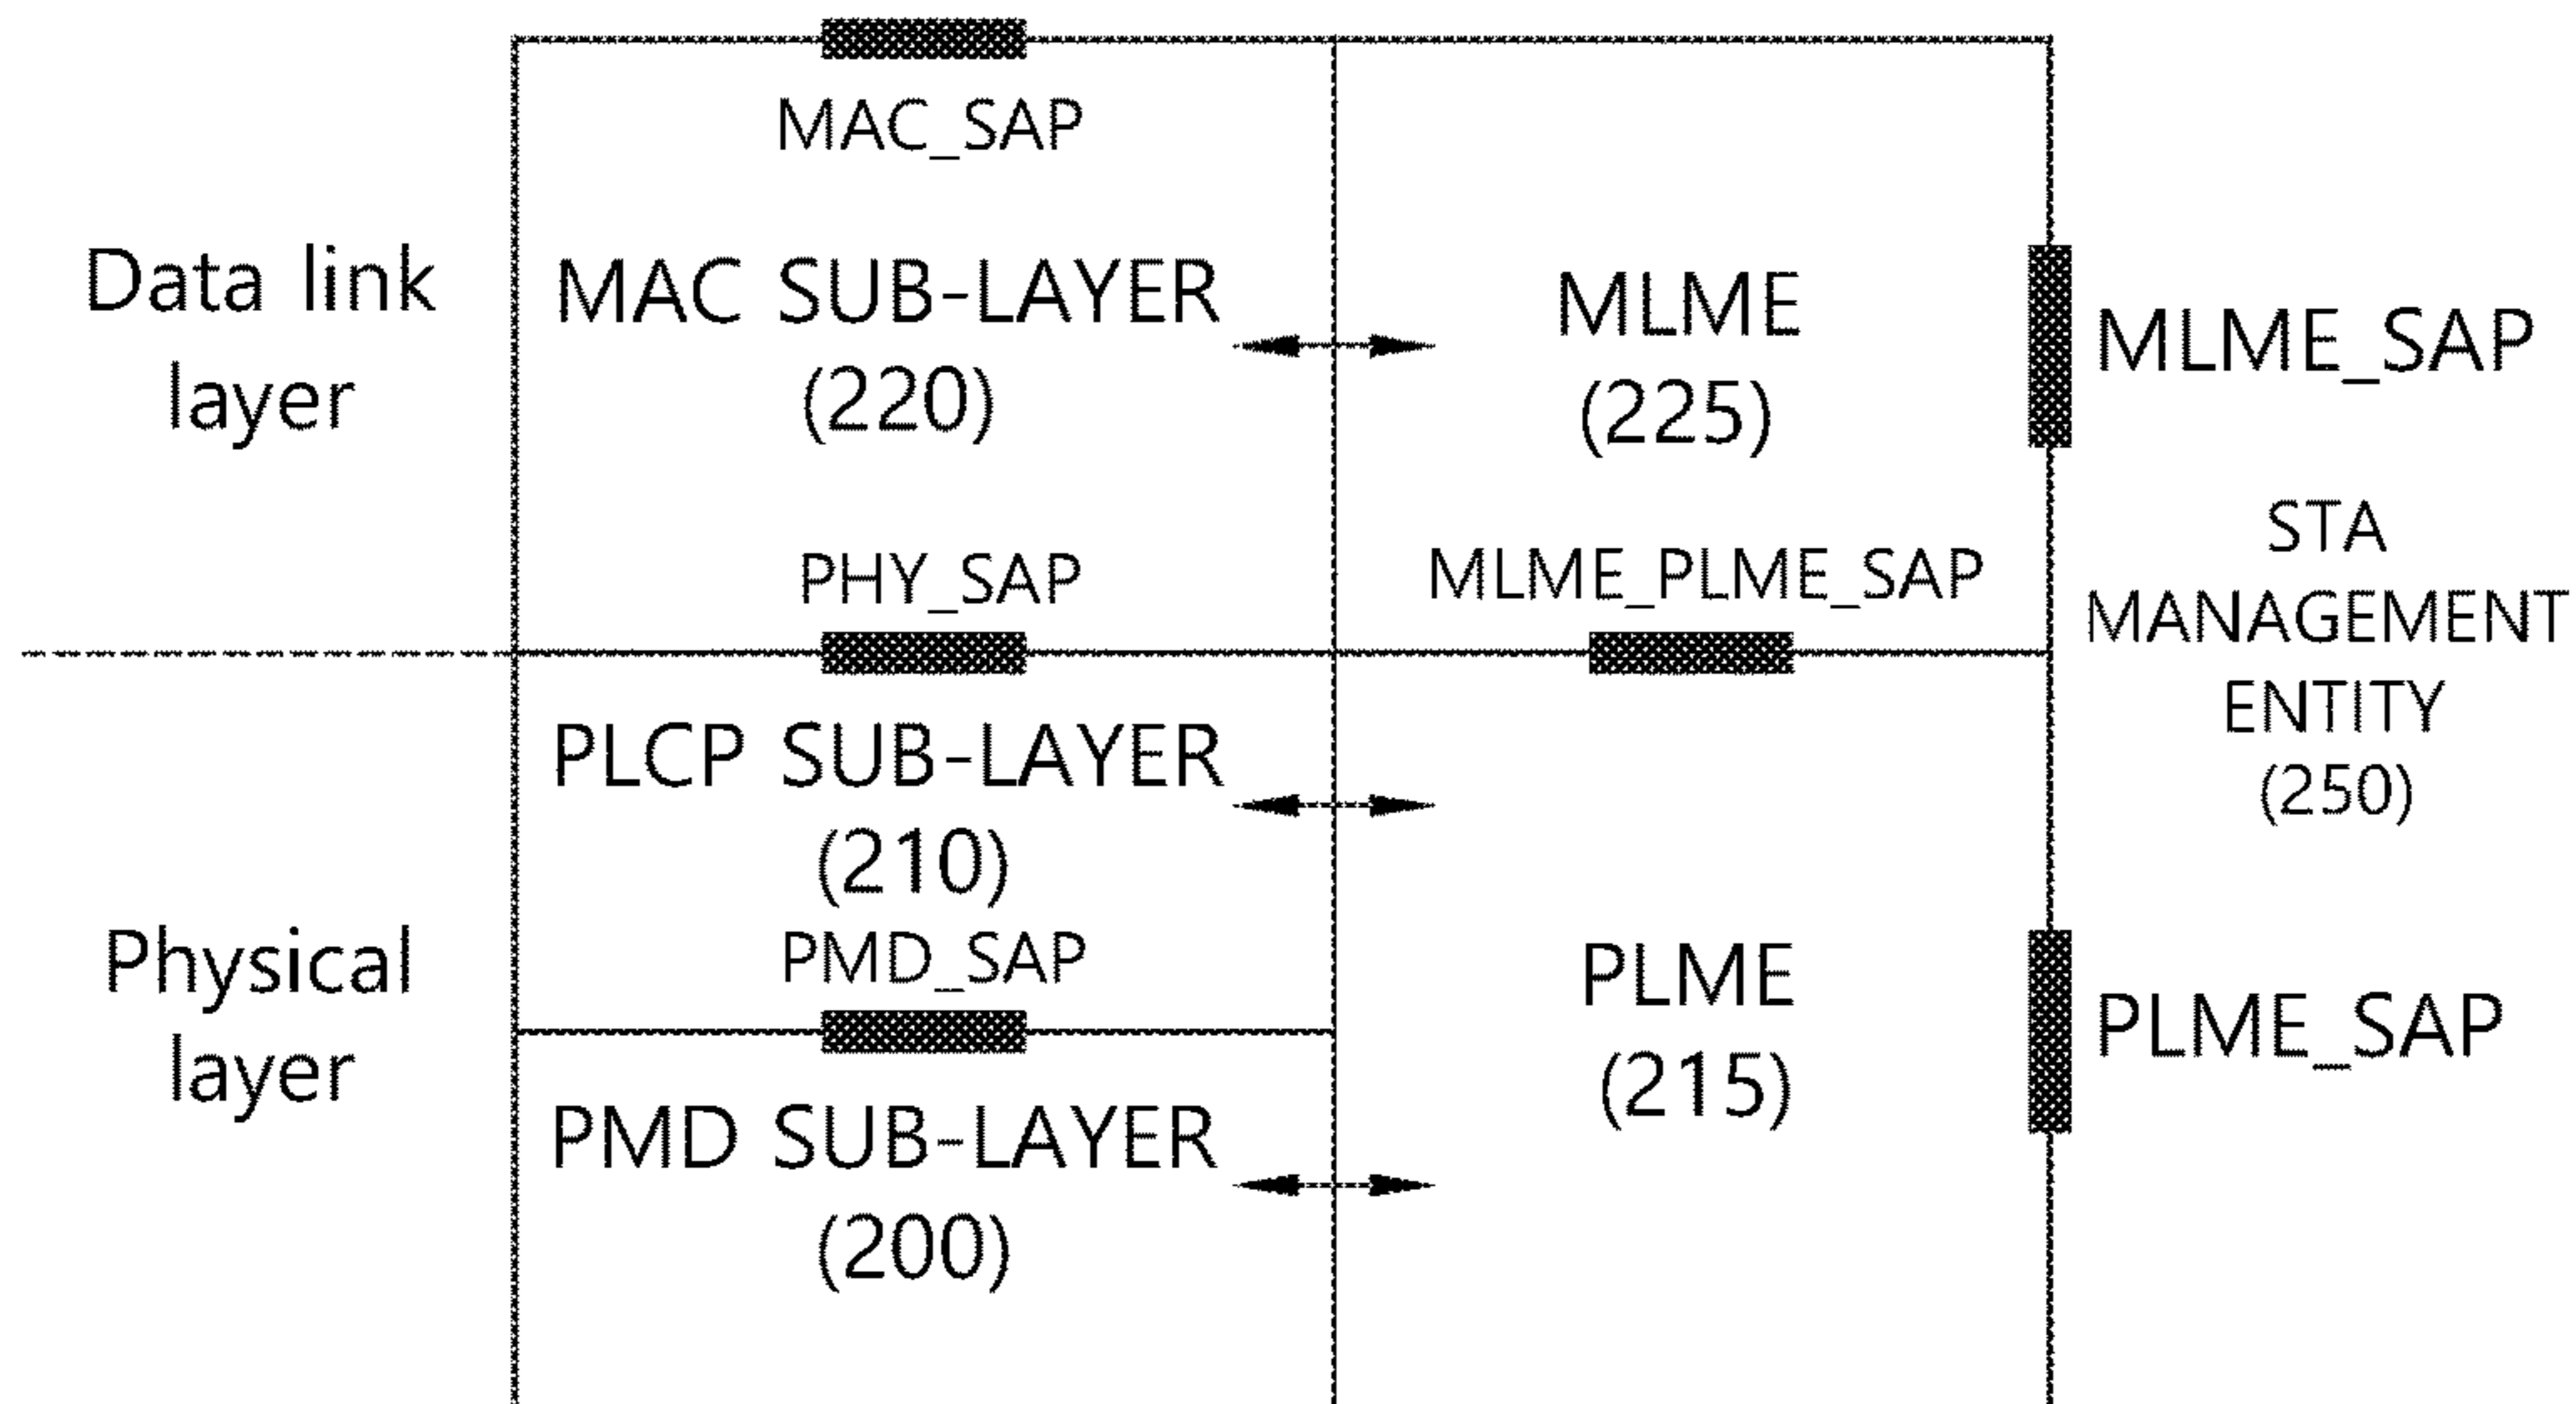 MAC_SAP
Data link
layer
MAC SUB-LAYER
(220)
MLME
(225)
MLME_SAP
PHY_SAP
MLME_PLME_SAP
STA
MANAGEMENT
ENTITY
(250)
PLCP SUB-LAYER
(210)
Physical
layer
PMD_SAP
PLME
(215)
PLME_SAP
PMD SUB-LAYER
(200)